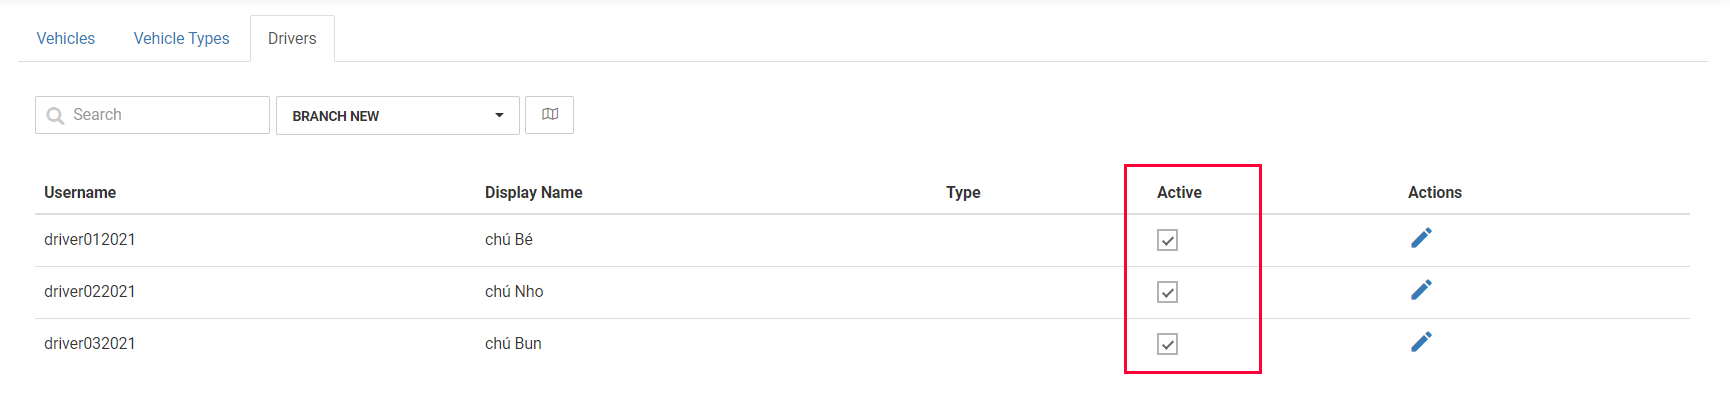 Vehicles Vehicle Types Drivers
Search BRANCH NEW
Username Display Name Type Active Actions
driver012021 chú Bé
driver022021 chú Nho
driver032021 chú Bun